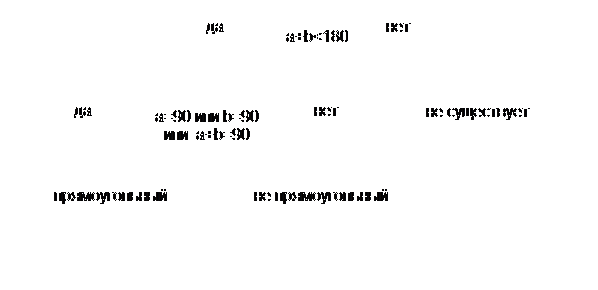 да нет
a+b<180
да a=90 или b=90 нет не существует
или a+b=90
прямоугольный не прямоугольный